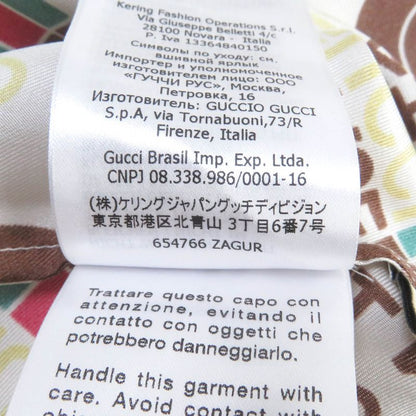 Kering Fashion Operations S.r.l.
Via Giuseppe Belletti 4/c
28100 Novara - Italia
P. Iva 13364840150
Символы по уходу: см.
вшивной ярлык
Импортер и уполномоченное
изготовителем лицо: ООО
«ГУЧЧИ РУС», Москва,
Петровка, 16
Изготовитель: GUCCIO GUCCI
S.p.A, via Tornabuoni,73/R
Firenze, Italia
Gucci Brasil Imp. Exp. Ltda.
CNPJ 08.338.986/0001-16
(株)ケリングジャパングッチディビジョン
東京都港区北青山 3丁目6番7号
654766 ZAGUR
Trattare questo capo con
attenzione, evitando il
contatto con oggetti che
potrebbero danneggiarlo.
Handle this garment with
care. Avoid contact with